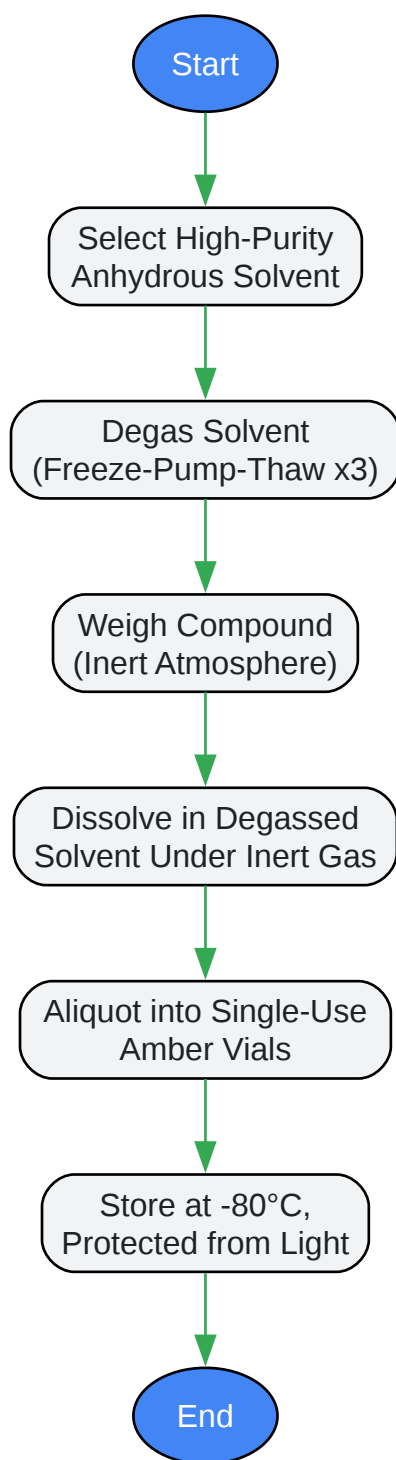 Start
Select High-Purity
Anhydrous Solvent
Degas Solvent
(Freeze-Pump-Thaw x3)
Weigh Compound
(Inert Atmosphere)
Dissolve in Degassed
Solvent Under Inert Gas
Aliquot into Single-Use
Amber Vials
Store at -80°C,
Protected from Light
End